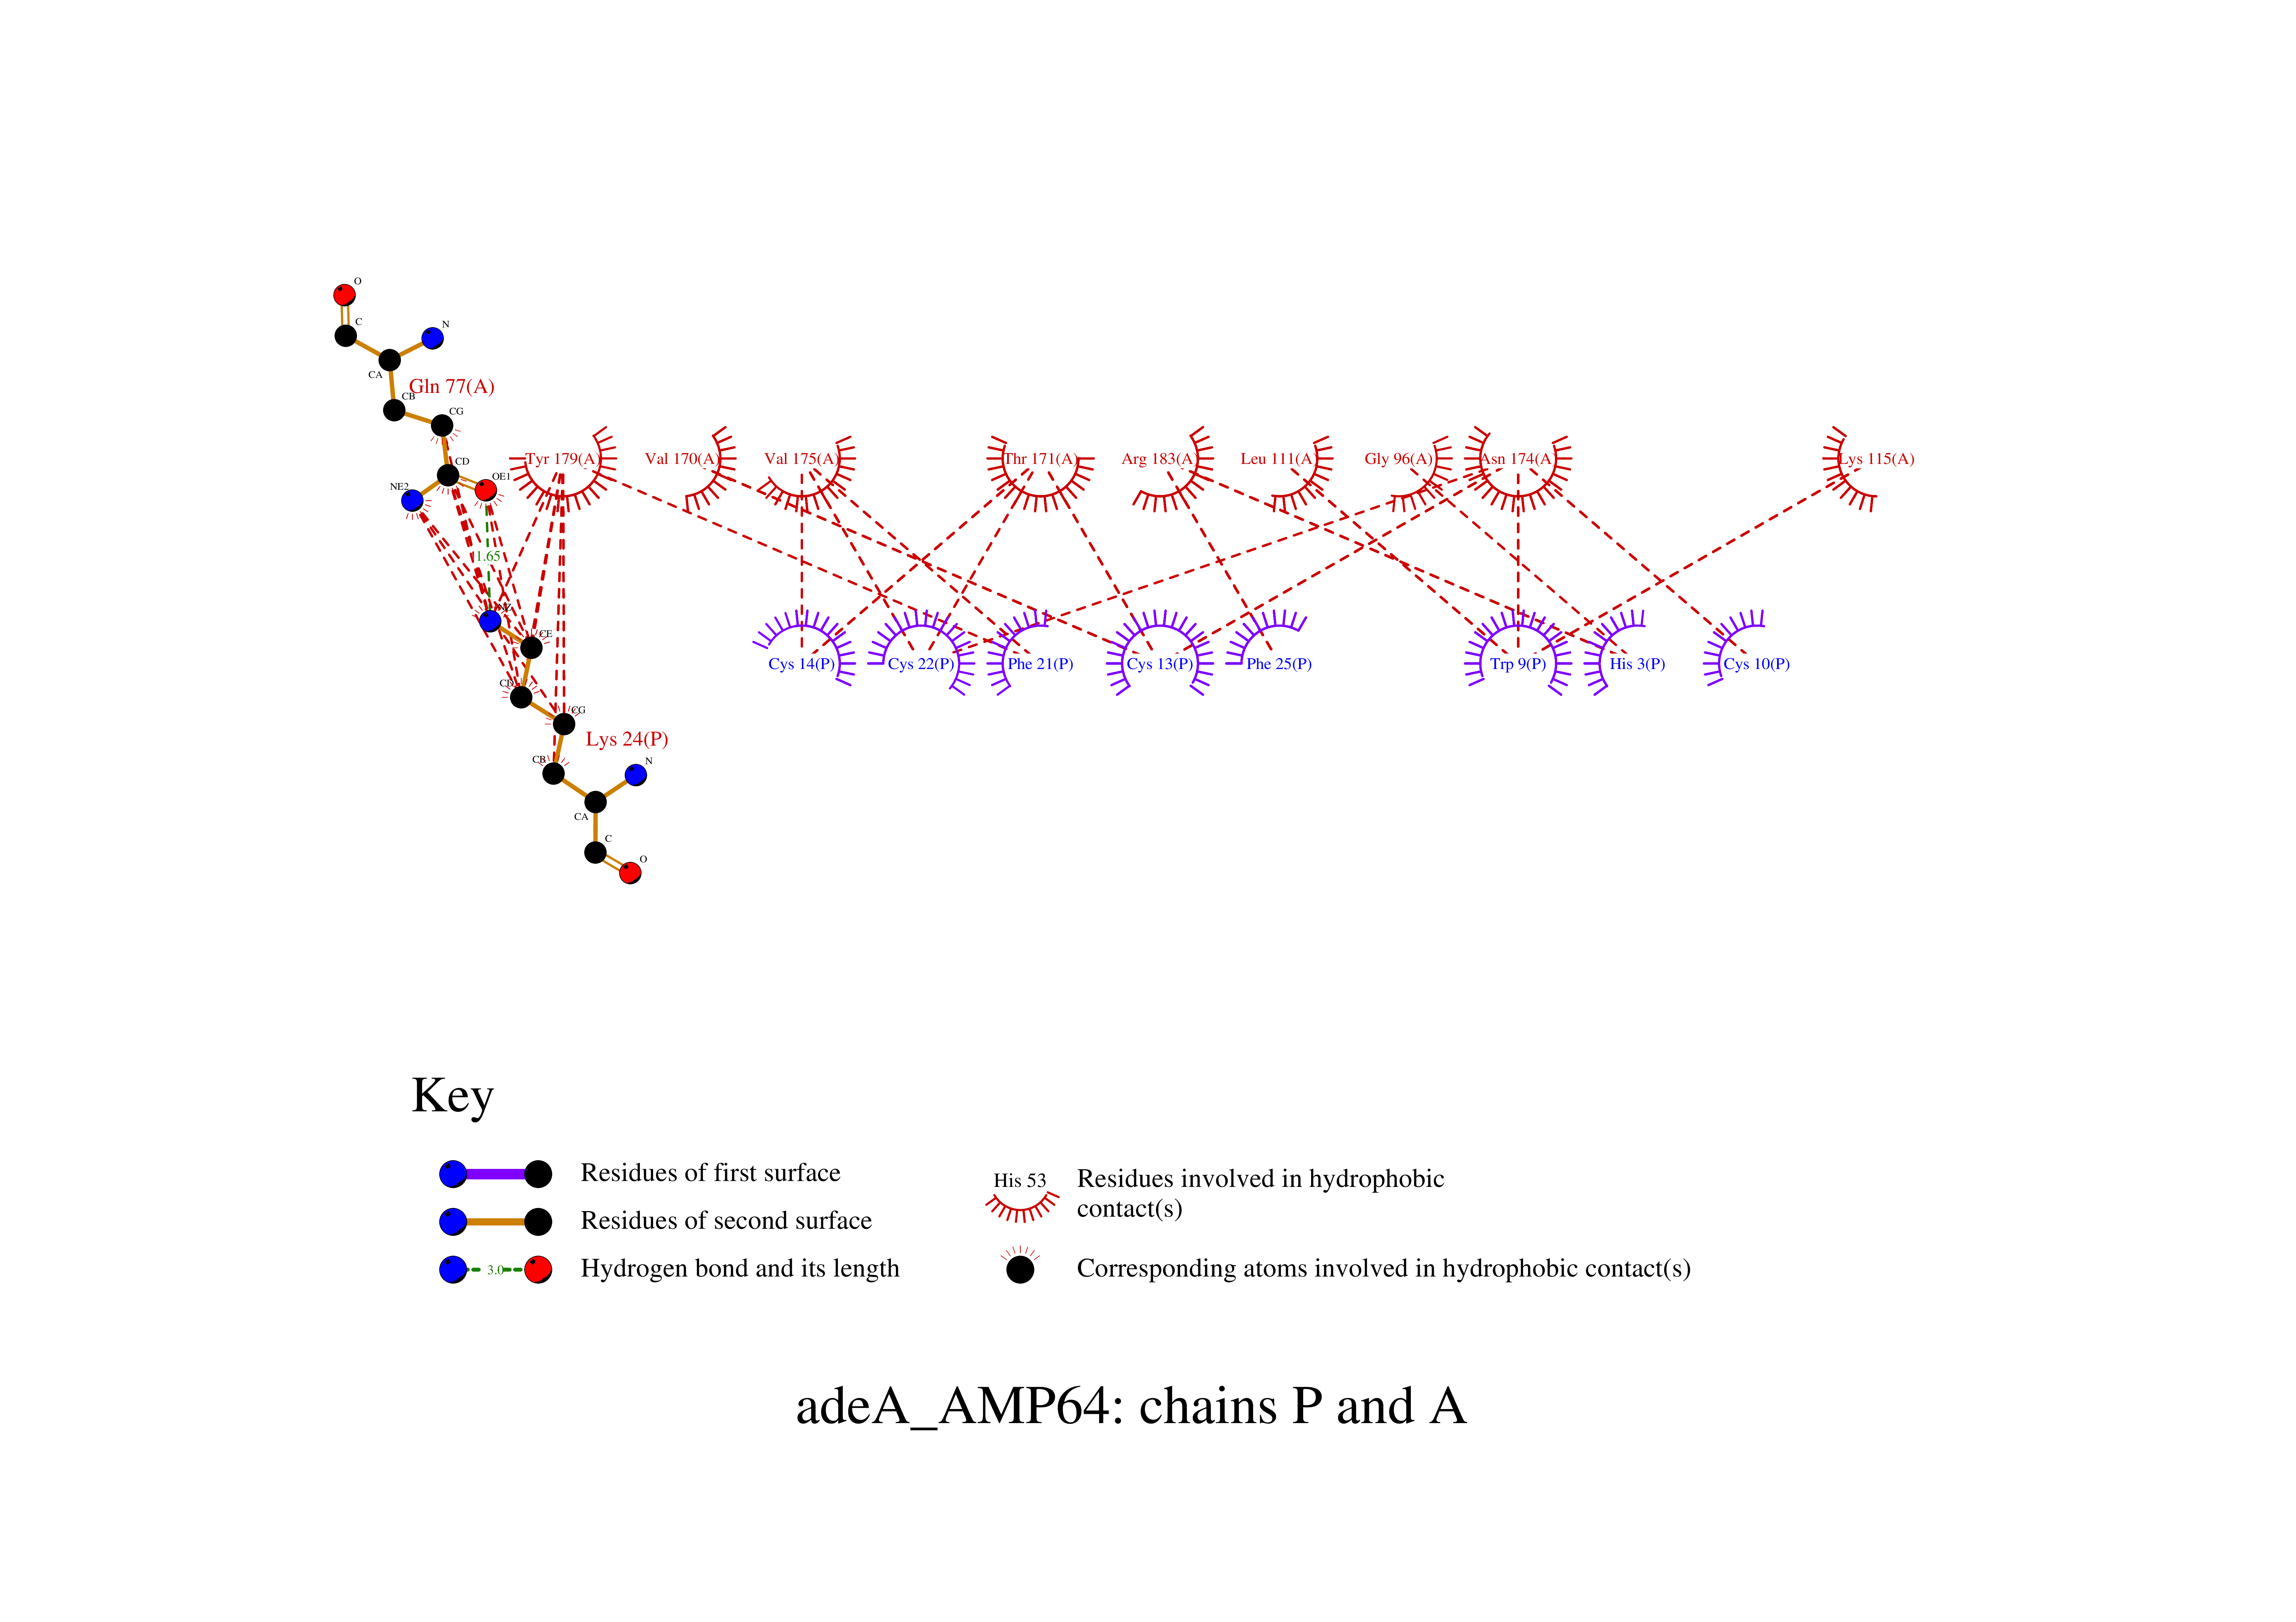 O
C
N
CA
Gln 77(A)
CB
CG
CD
OE1
NE2
Tyr 179(A)
Val 170(A)
Val 175(A)
Thr 171(A)
Arg 183(A)
Leu 111(A)
Gly 96(A)
Asn 174(A)
Lys 115(A)
1.65
NZ
CE
CD
CG
Cys 14(P)
Cys 22(P)
Phe 21(P)
Cys 13(P)
Phe 25(P)
Trp 9(P)
His 3(P)
Cys 10(P)
Lys 24(P)
CB
N
CA
C
O
Key
Residues of first surface
Residues of second surface
3.0
Hydrogen bond and its length
His 53
Residues involved in hydrophobic
contact(s)
Corresponding atoms involved in hydrophobic contact(s)
adeA_AMP64: chains P and A